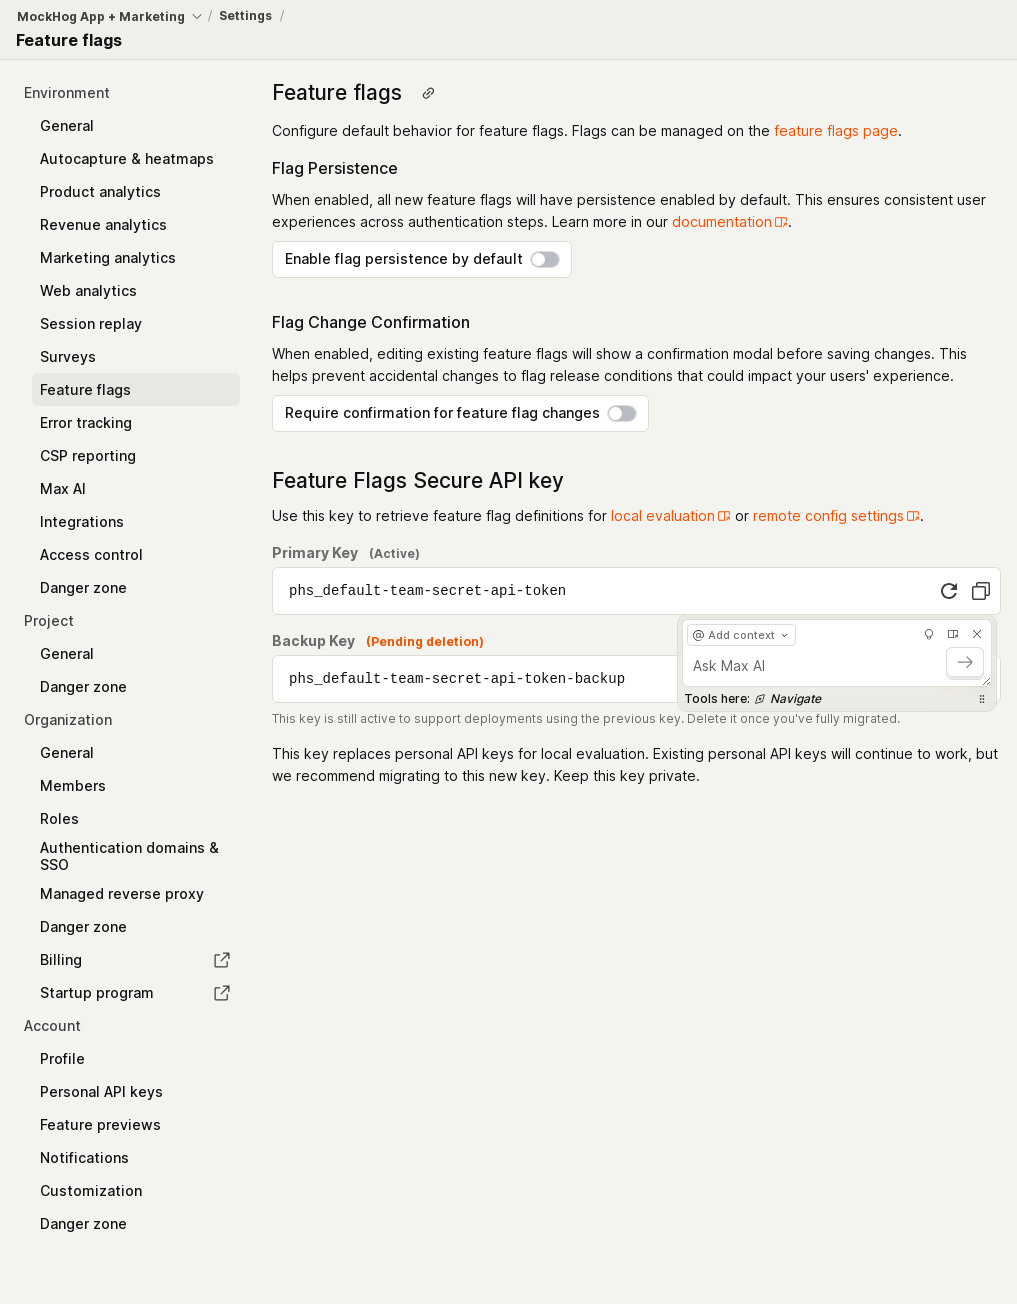 MockHog App + Marketing / Settings /
Feature flags
Environment
General
Autocapture & heatmaps
Product analytics
Revenue analytics
Marketing analytics
Web analytics
Session replay
Surveys
Feature flags
Error tracking
CSP reporting
Max AI
Integrations
Access control
Danger zone
Project
General
Danger zone
Organization
General
Members
Roles
Authentication domains &
SSO
Managed reverse proxy
Danger zone
Billing
Startup program
Account
Profile
Personal API keys
Feature previews
Notifications
Customization
Danger zone
Feature flags
Configure default behavior for feature flags. Flags can be managed on the feature flags page.
Flag Persistence
When enabled, all new feature flags will have persistence enabled by default. This ensures consistent user
experiences across authentication steps. Learn more in our documentation.
Enable flag persistence by default
Flag Change Confirmation
When enabled, editing existing feature flags will show a confirmation modal before saving changes. This
helps prevent accidental changes to flag release conditions that could impact your users' experience.
Require confirmation for feature flag changes
Feature Flags Secure API key
Use this key to retrieve feature flag definitions for local evaluation or remote config settings.
Primary Key (Active)
phs_default-team-secret-api-token
Backup Key (Pending deletion)
phs_default-team-secret-api-token-backup
This key is still active to support deployments using the previous key. Delete it once you've fully migrated.
This key replaces personal API keys for local evaluation. Existing personal API keys will continue to work, but
we recommend migrating to this new key. Keep this key private.
@ Add context
Ask Max AI
Tools here: Navigate